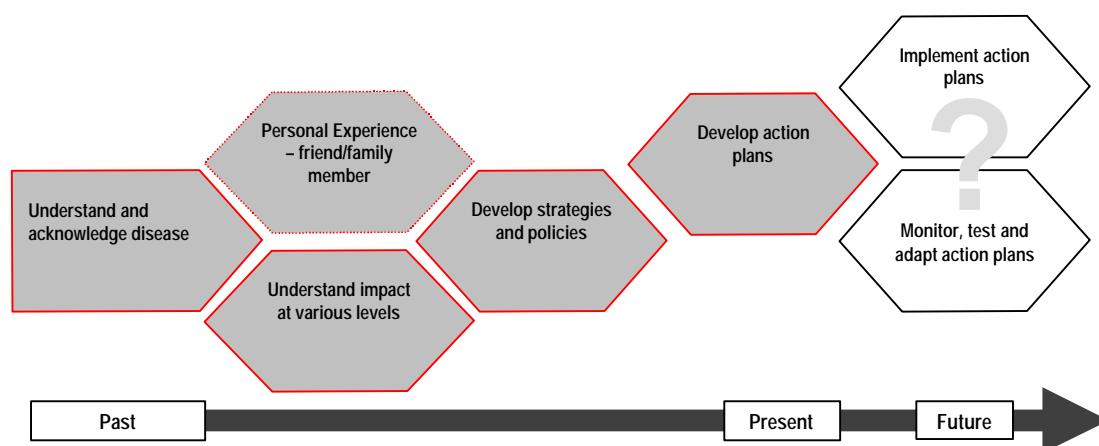 Understand and
acknowledge disease
Personal Experience
– friend/family
member
Understand impact
at various levels
Develop strategies
and policies
Develop action
plans
Implement action
plans
?
Monitor, test and
adapt action plans
Past
Present
Future